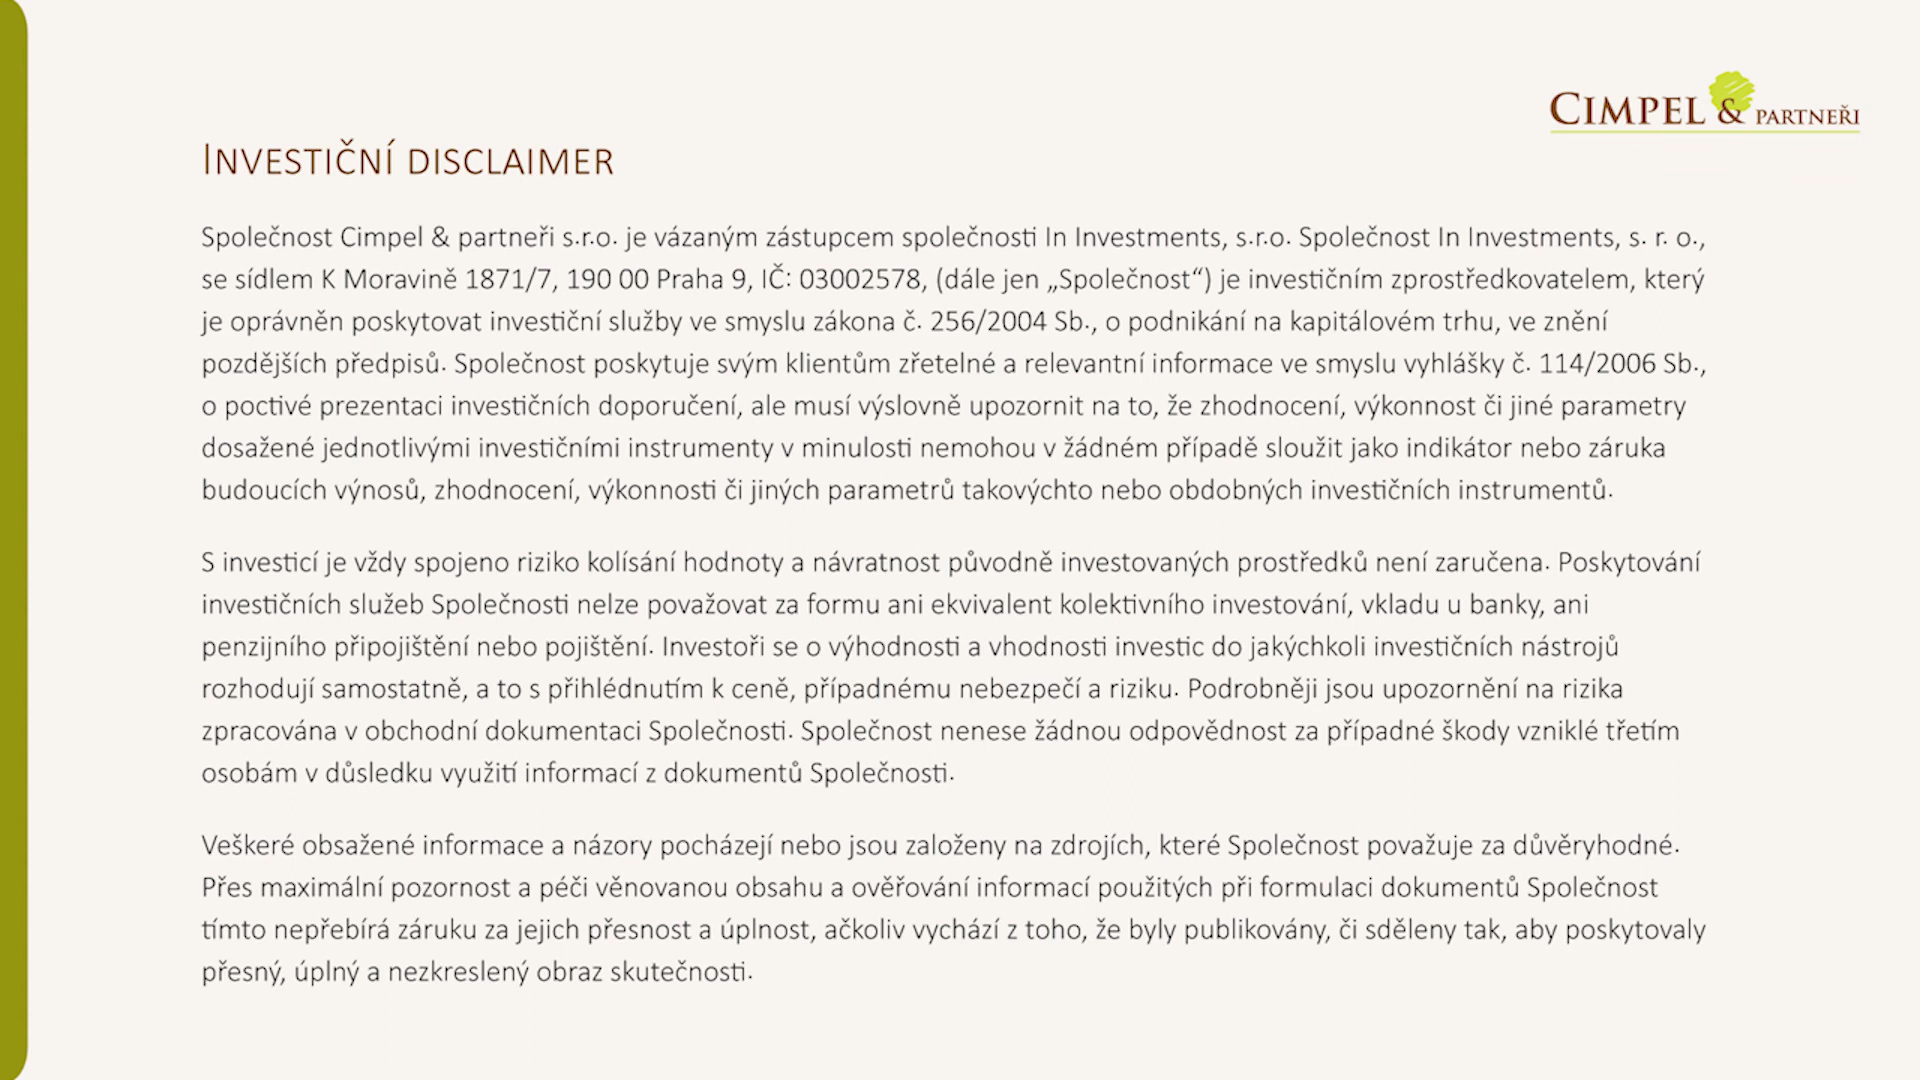 CIMPEL & PARTNEŘI
INVESTIČNÍ DISCLAIMER
Společnost Cimpel & partneři s.r.o. je vázaným zástupcem společnosti In Investments, s.r.o. Společnost In Investments, s. r. o.,
se sídlem K Moravině 1871/7, 190 00 Praha 9, IČ: 03002578, (dále jen „Společnost“) je investičním zprostředkovatelem, který
je oprávněn poskytovat investiční služby ve smyslu zákona č. 256/2004 Sb., o podnikání na kapitálovém trhu, ve znění
pozdějších předpisů. Společnost poskytuje svým klientům zřetelné a relevantní informace ve smyslu vyhlášky č. 114/2006 Sb.,
o poctivé prezentaci investičních doporučení, ale musí výslovně upozornit na to, že zhodnocení, výkonnost či jiné parametry
dosažené jednotlivými investičními instrumenty v minulosti nemohou v žádném případě sloužit jako indikátor nebo záruka
budoucích výnosů, zhodnocení, výkonnosti či jiných parametrů takovýchto nebo obdobných investičních instrumentů.
S investicí je vždy spojeno riziko kolísání hodnoty a návratnost původně investovaných prostředků není zaručena. Poskytování
investičních služeb Společnosti nelze považovat za formu ani ekvivalent kolektivního investování, vkladu u banky, ani
penzijního připojištění nebo pojištění. Investoři se o výhodnosti a vhodnosti investic do jakýchkoli investičních nástrojů
rozhodují samostatně, a to s přihlédnutím k ceně, případnému nebezpečí a riziku. Podrobněji jsou upozornění na rizika
zpracována v obchodní dokumentaci Společnosti. Společnost nenese žádnou odpovědnost za případné škody vzniklé třetím
osobám v důsledku využití informací z dokumentů Společnosti.
Veškeré obsažené informace a názory pocházejí nebo jsou založeny na zdrojích, které Společnost považuje za důvěryhodné.
Přes maximální pozornost a péči věnovanou obsahu a ověřování informací použitých při formulaci dokumentů Společnost
tímto nepřebírá záruku za jejich přesnost a úplnost, ačkoliv vychází z toho, že byly publikovány, či sděleny tak, aby poskytovaly
přesný, úplný a nezkreslený obraz skutečnosti.